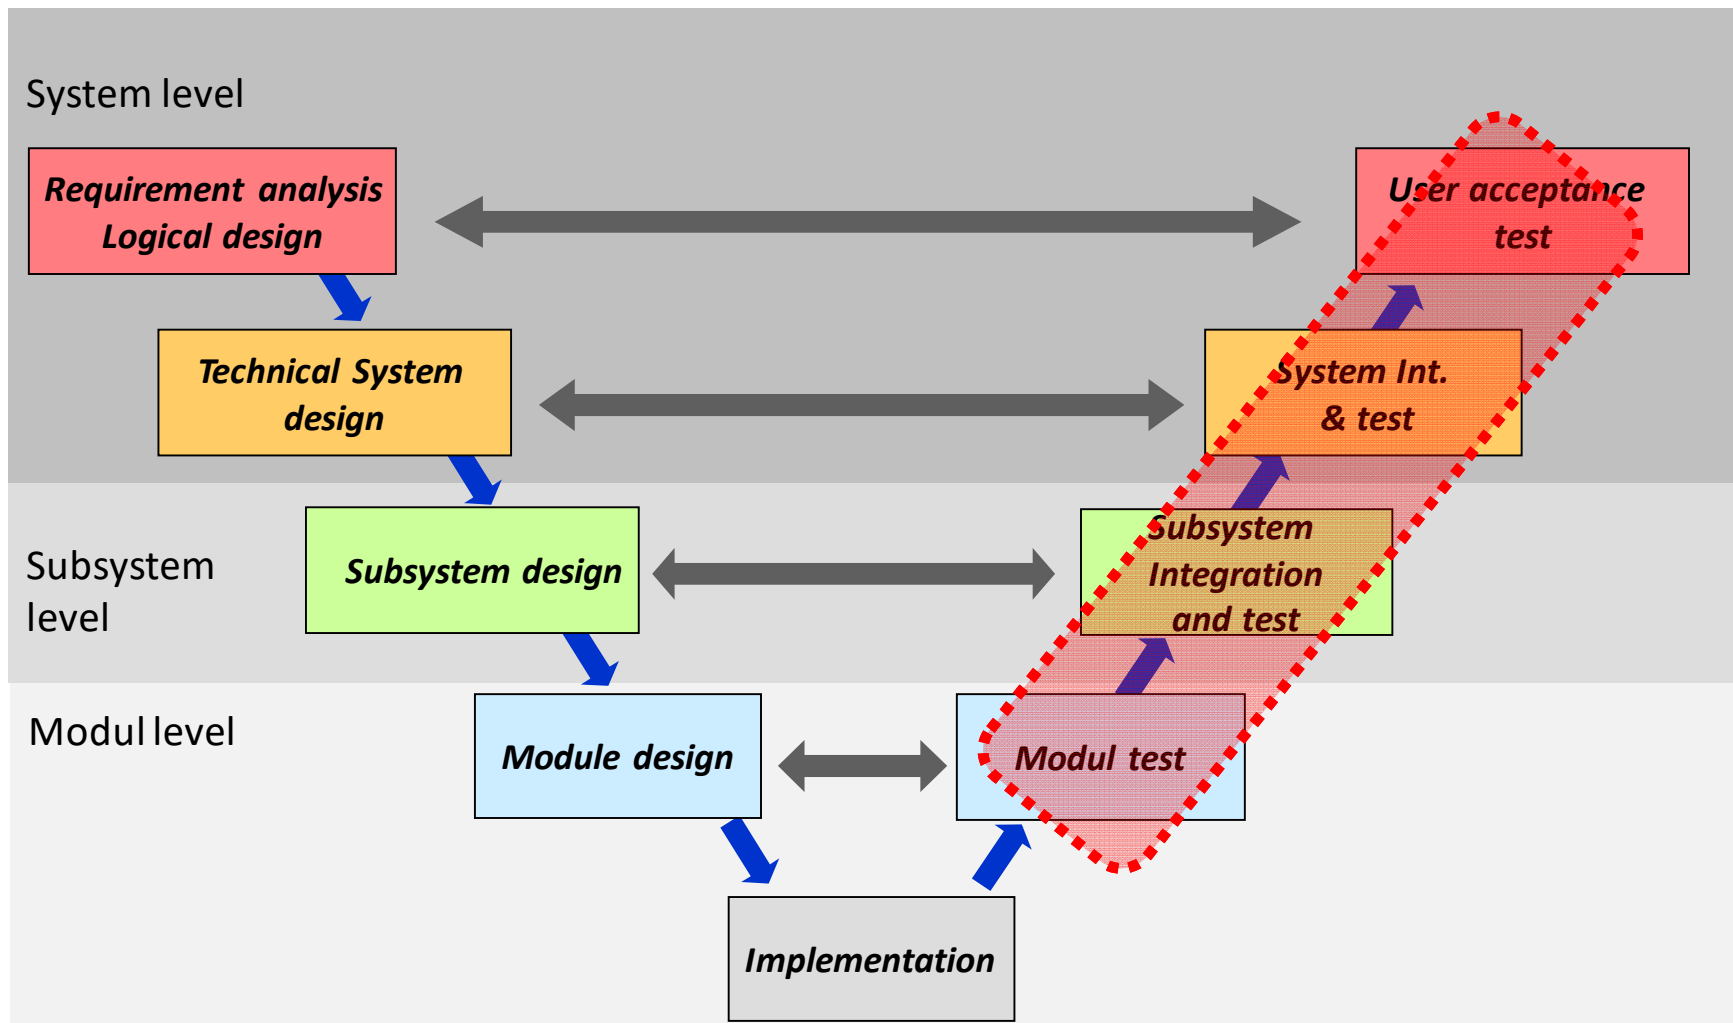 System level
Requirement analysis
Logical design
User acceptance
test
Technical System
design
System Int.
& test
Subsystem
level
Subsystem design
Subsystem
Integration
and test
Modul level
Module design
Modul test
Implementation